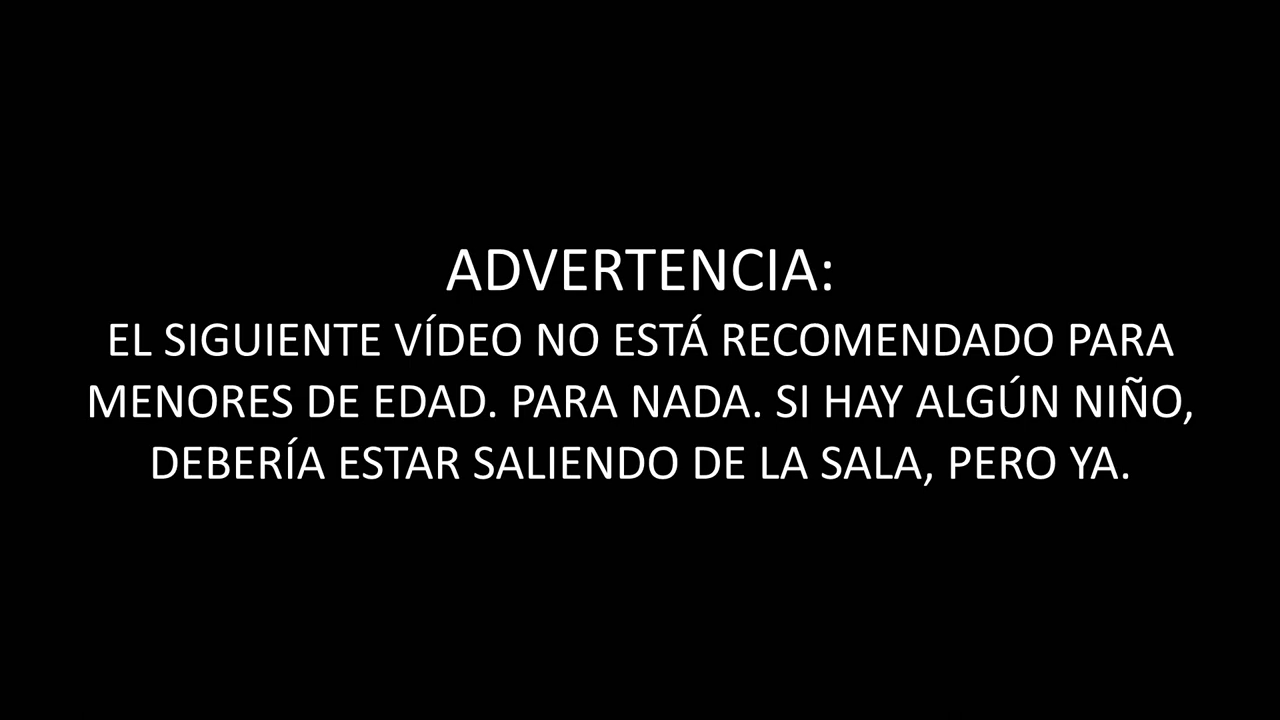 ADVERTENCIA:
EL SIGUIENTE VÍDEO NO ESTÁ RECOMENDADO PARA
MENORES DE EDAD. PARA NADA. SI HAY ALGÚN NIÑO,
DEBERÍA ESTAR SALIENDO DE LA SALA, PERO YA.